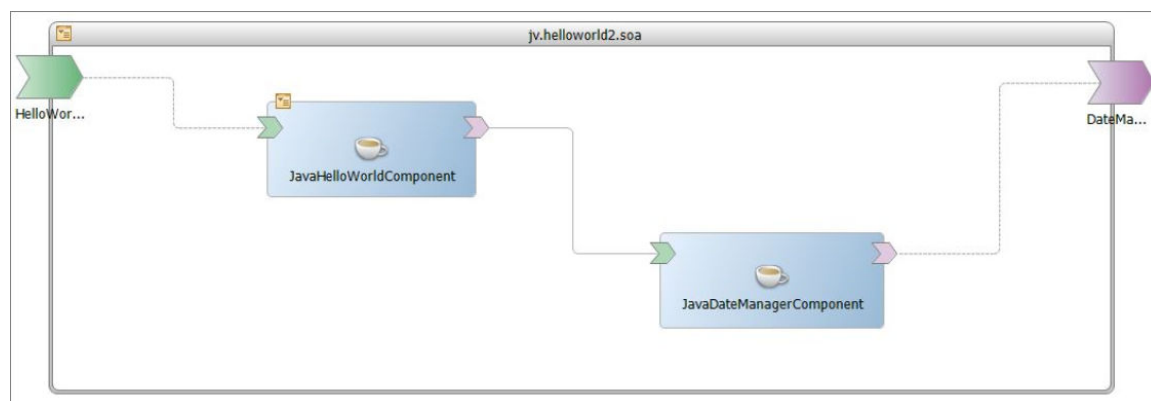 jv.helloworld2.soa
HelloWor...
DateMa...
JavaHelloWorldComponent
JavaDateManagerComponent